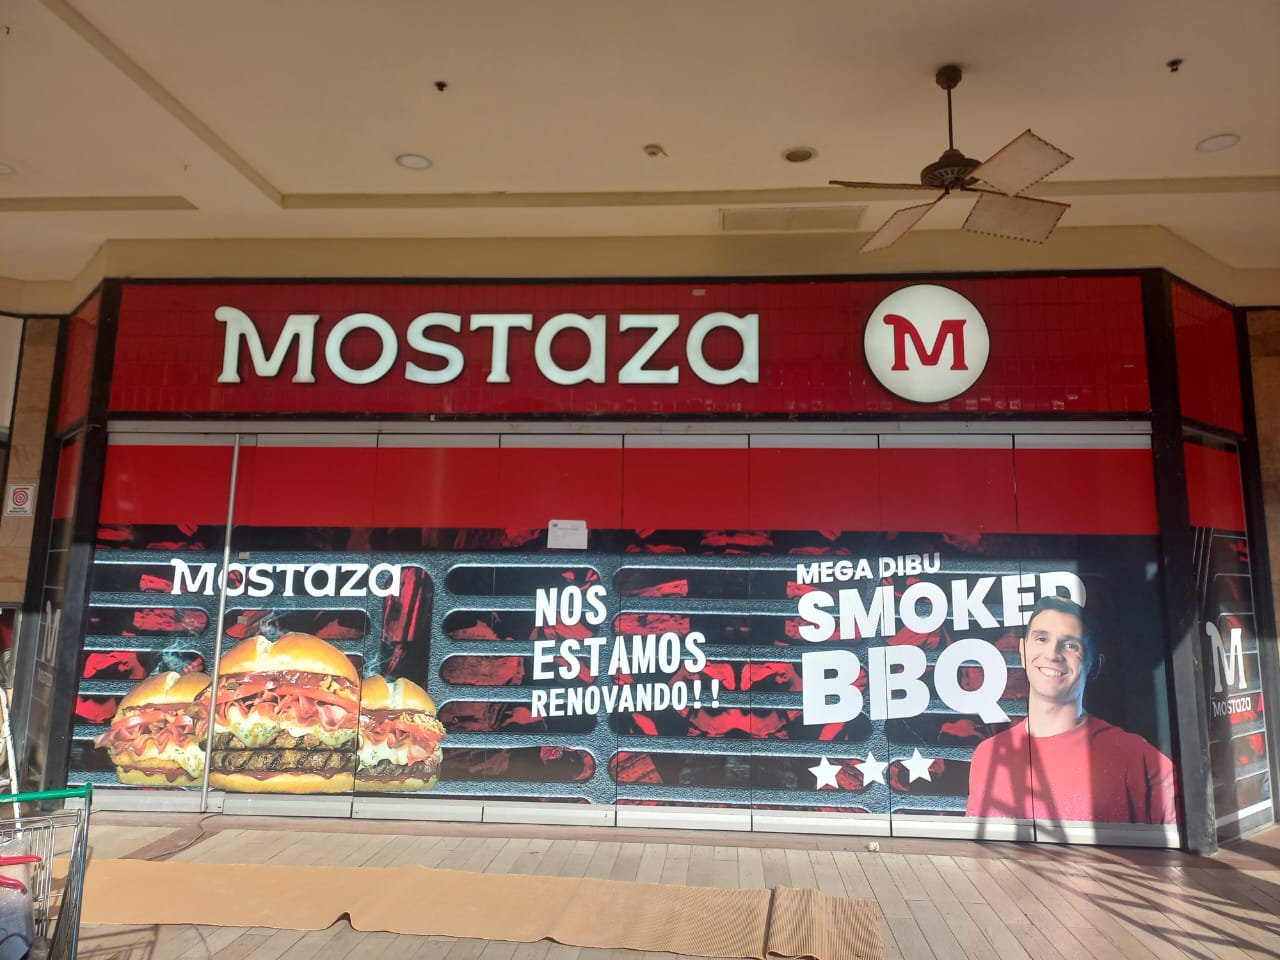 MOSTAZA
M
MOSTAZA
NOS
ESTAMOS
RENOVANDO!!
MEGA DIBU
SMOKED
BBQ
M
MOSTAZA